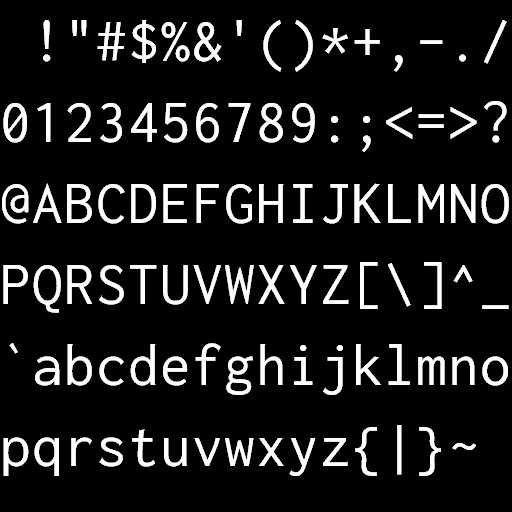 !"#$%&'()*+,-./
0123456789:;<=>?
@ABCDEFGHIJKLMNO
PQRSTUVWXYZ[\]^_
`abcdefghijklmno
pqrstuvwxyz{|}~